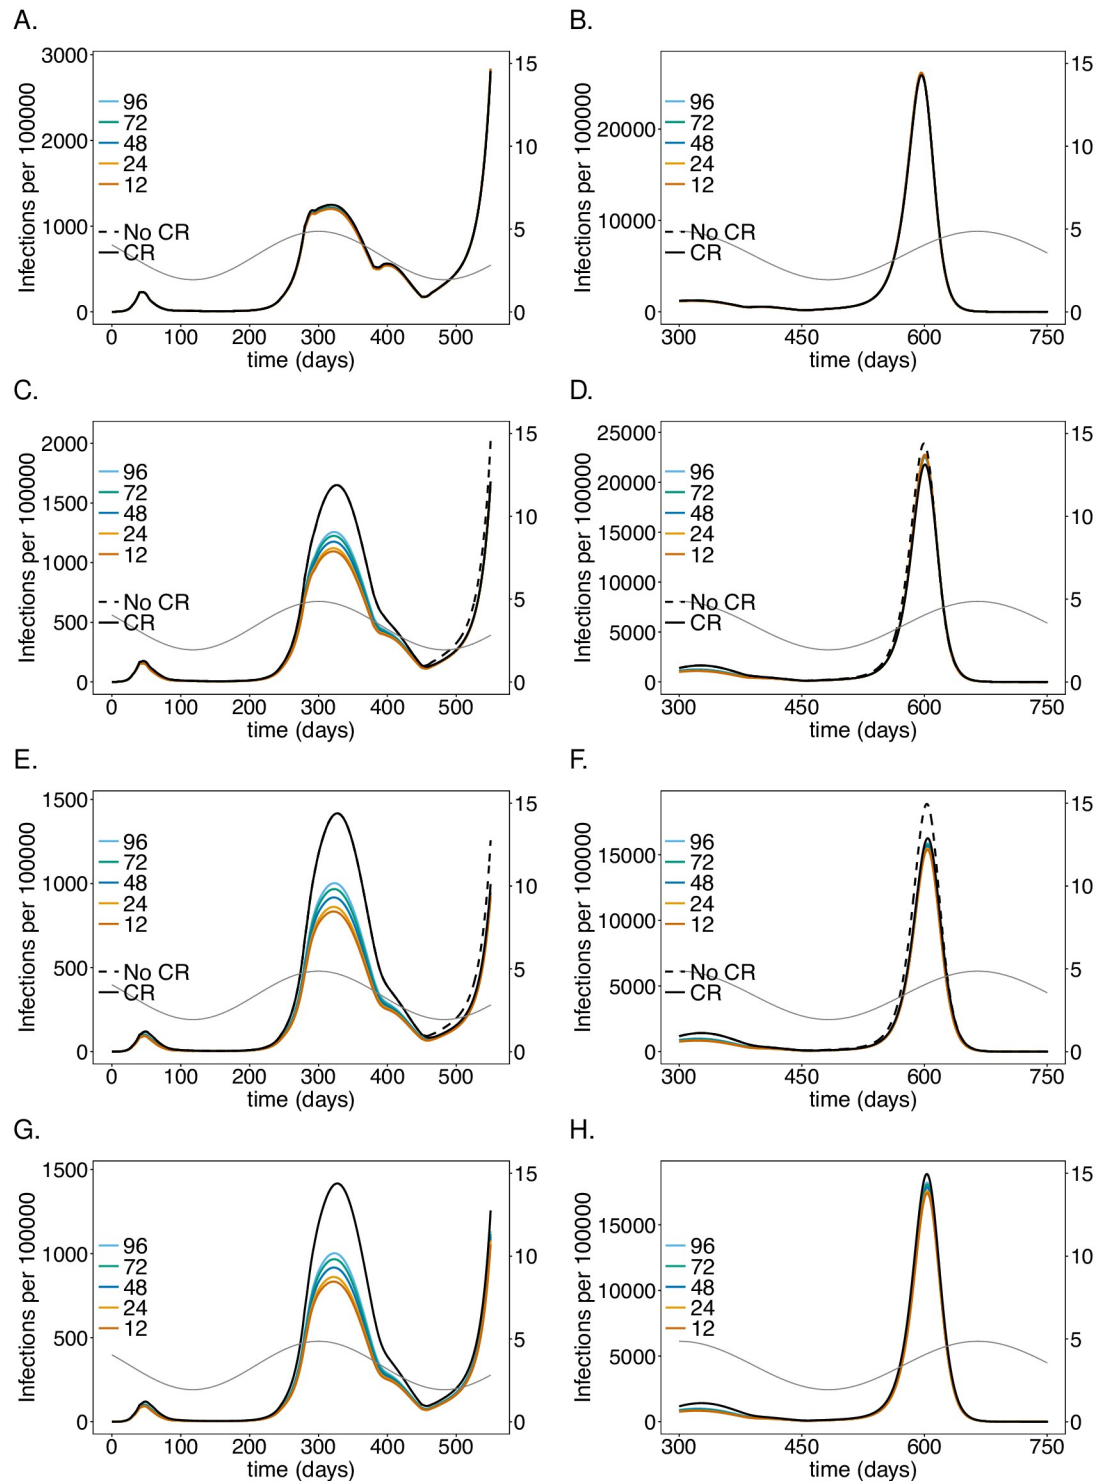 A.
Infections per 100000
3000
2000
1000
0
96
72
48
24
12
No CR
CR
15
10
5
0
0 100 200 300 400 500
time (days)
B.
Infections per 100000
20000
10000
0
96
72
48
24
12
No CR
CR
15
10
5
0
300 450 600 750
time (days)
C.
Infections per 100000
2000
1500
1000
500
0
96
72
48
24
12
No CR
CR
15
10
5
0
0 100 200 300 400 500
time (days)
D.
Infections per 100000
25000
20000
15000
10000
5000
0
96
72
48
24
12
No CR
CR
15
10
5
0
300 450 600 750
time (days)
E.
Infections per 100000
1500
1000
500
0
96
72
48
24
12
No CR
CR
15
10
5
0
0 100 200 300 400 500
time (days)
F.
Infections per 100000
15000
10000
5000
0
96
72
48
24
12
No CR
CR
15
10
5
0
300 450 600 750
time (days)
G.
Infections per 100000
1500
1000
500
0
96
72
48
24
12
15
10
5
0
0 100 200 300 400 500
time (days)
H.
Infections per 100000
15000
10000
5000
0
96
72
48
24
12
15
10
5
0
300 450 600 750
time (days)